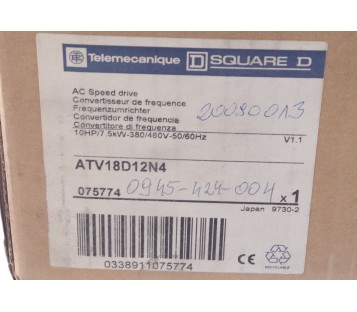 Telemecanique SQUARE D
AC Speed drive
Convertisseur de frequence
Frequenzumrichter
Convertidor de frecuencia
Convertitore di frequenza
20090013
10HP/7.5kW-380/460V-50/60Hz
V1.1
ATV18D12N4
075774 0945-424-004 x1
Japan 9730-2
0338911075774
CE
RECYCLABLE